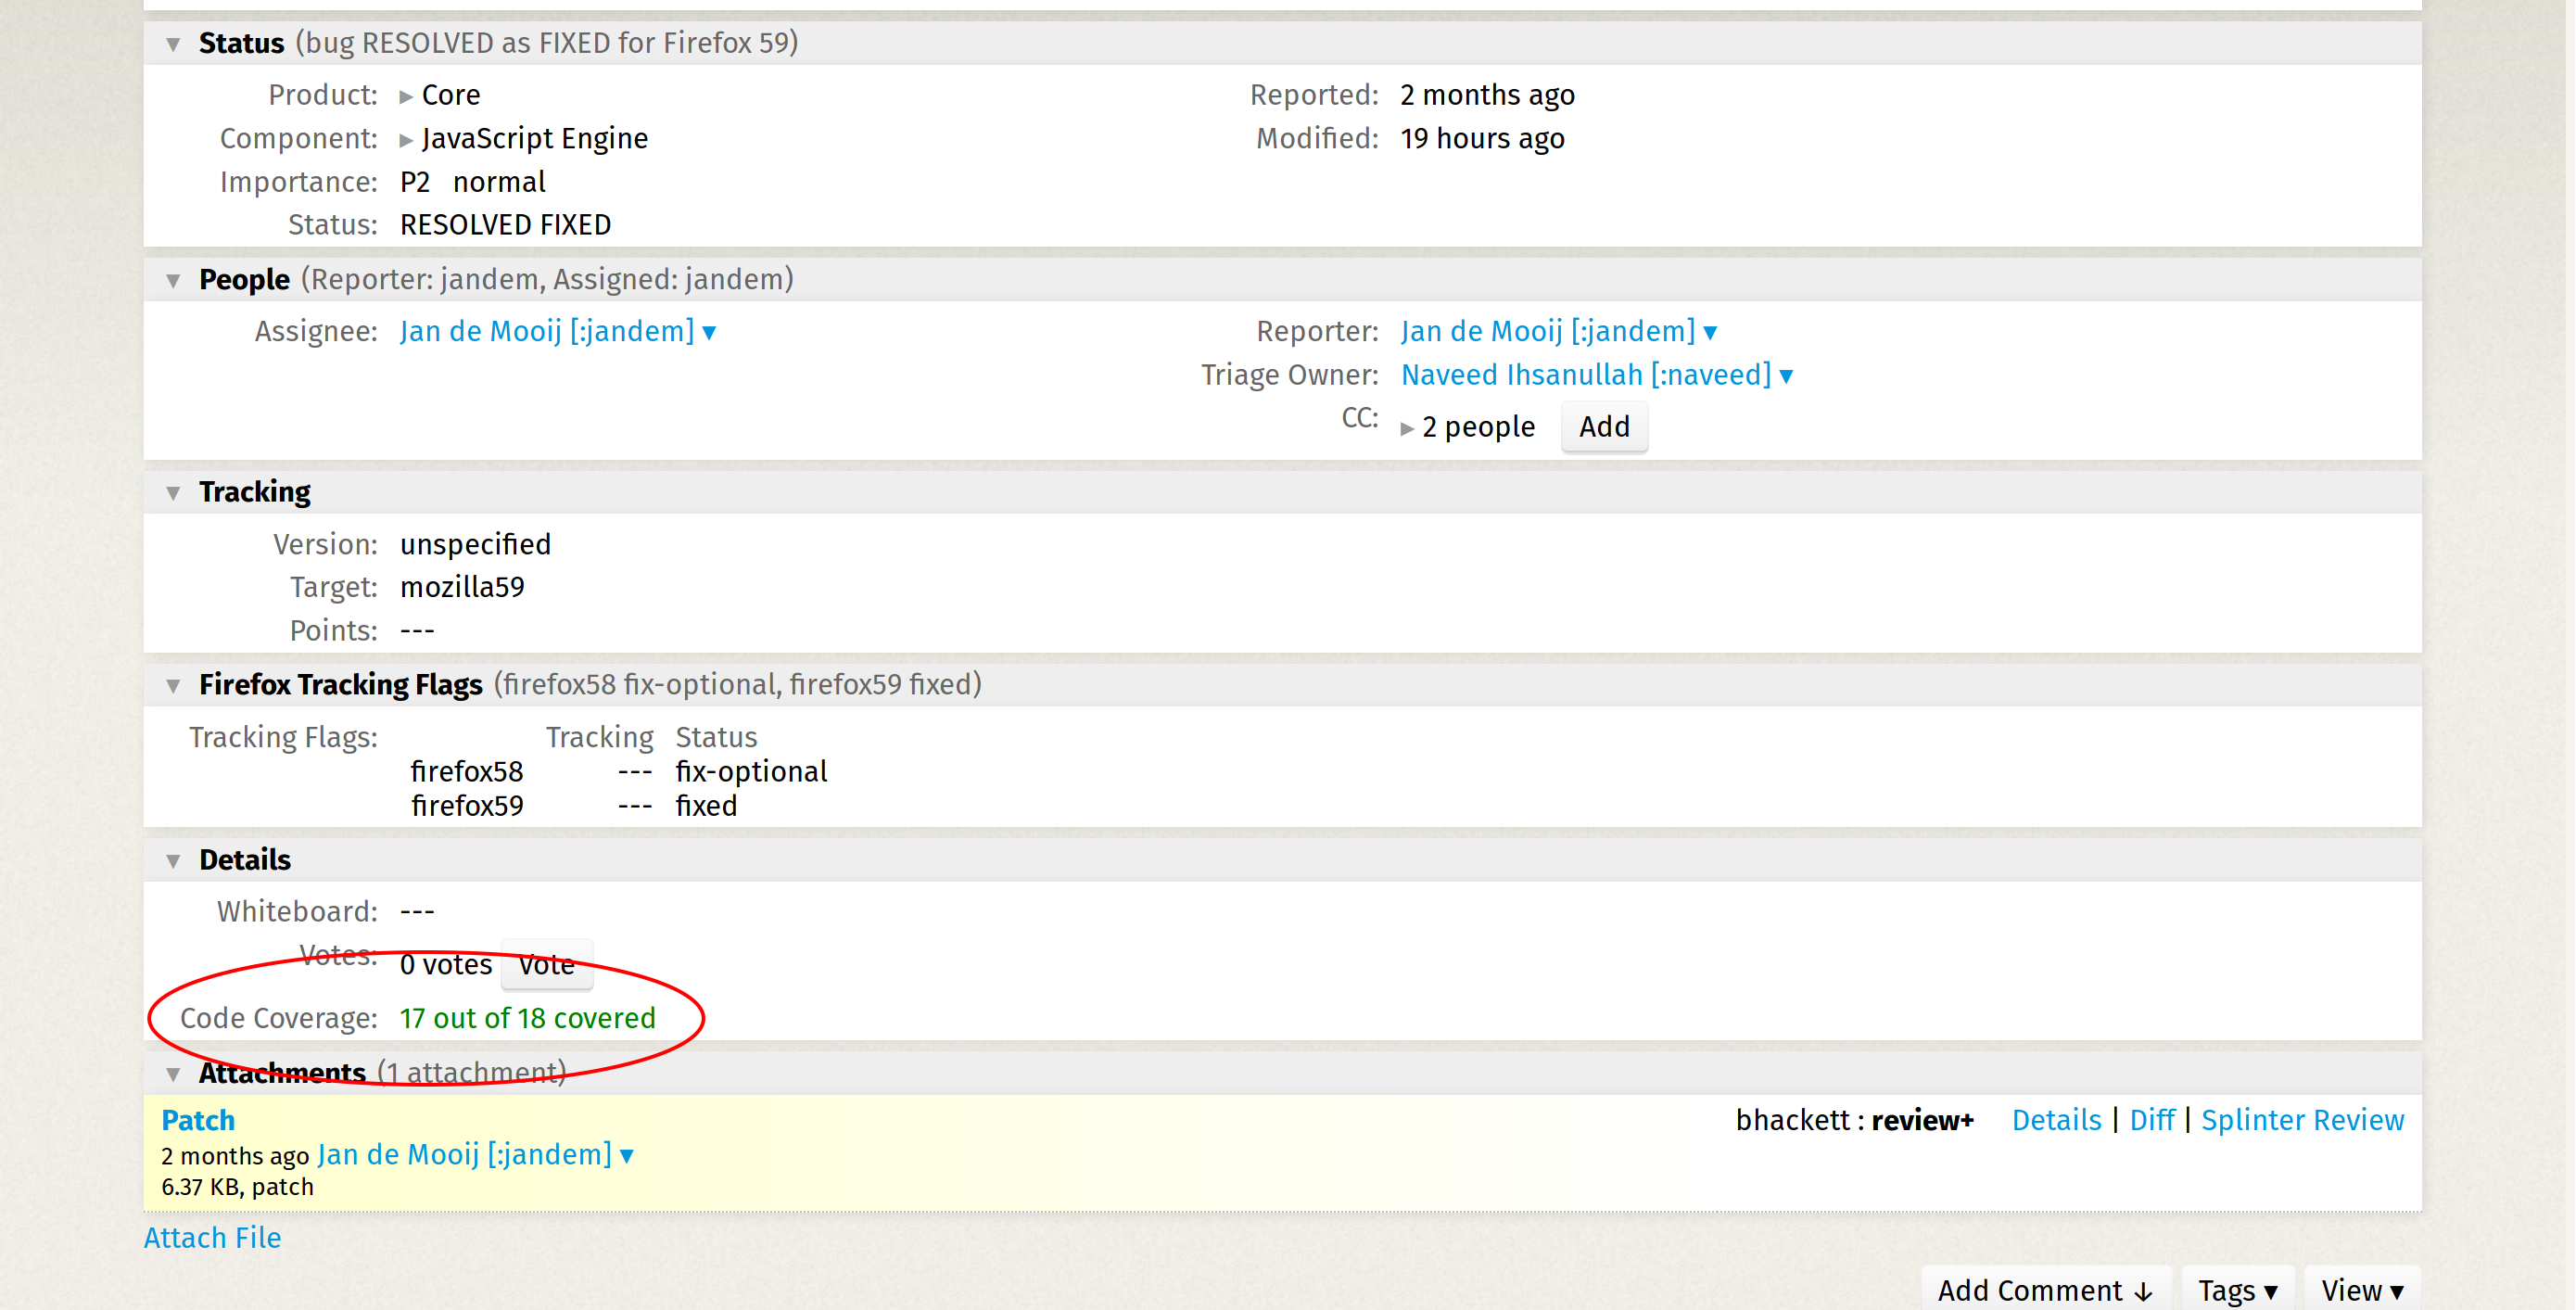 ▼ Status (bug RESOLVED as FIXED for Firefox 59)
Product: ▶ Core Reported: 2 months ago
Component: ▶ JavaScript Engine Modified: 19 hours ago
Importance: P2 normal
Status: RESOLVED FIXED
▼ People (Reporter: jandem, Assigned: jandem)
Assignee: Jan de Mooij [:jandem] ▼ Reporter: Jan de Mooij [:jandem] ▼
Triage Owner: Naveed Ihsanullah [:naveed] ▼
CC: ▶ 2 people Add
▼ Tracking
Version: unspecified
Target: mozilla59
Points: ---
▼ Firefox Tracking Flags (firefox58 fix-optional, firefox59 fixed)
Tracking Flags: Tracking Status
firefox58 --- fix-optional
firefox59 --- fixed
▼ Details
Whiteboard: ---
Votes: 0 votes Vote
Code Coverage: 17 out of 18 covered
▼ Attachments (1 attachment)
Patch bhackett : review+ Details | Diff | Splinter Review
2 months ago Jan de Mooij [:jandem] ▼
6.37 KB, patch
Attach File
Add Comment ↓ Tags ▼ View ▼